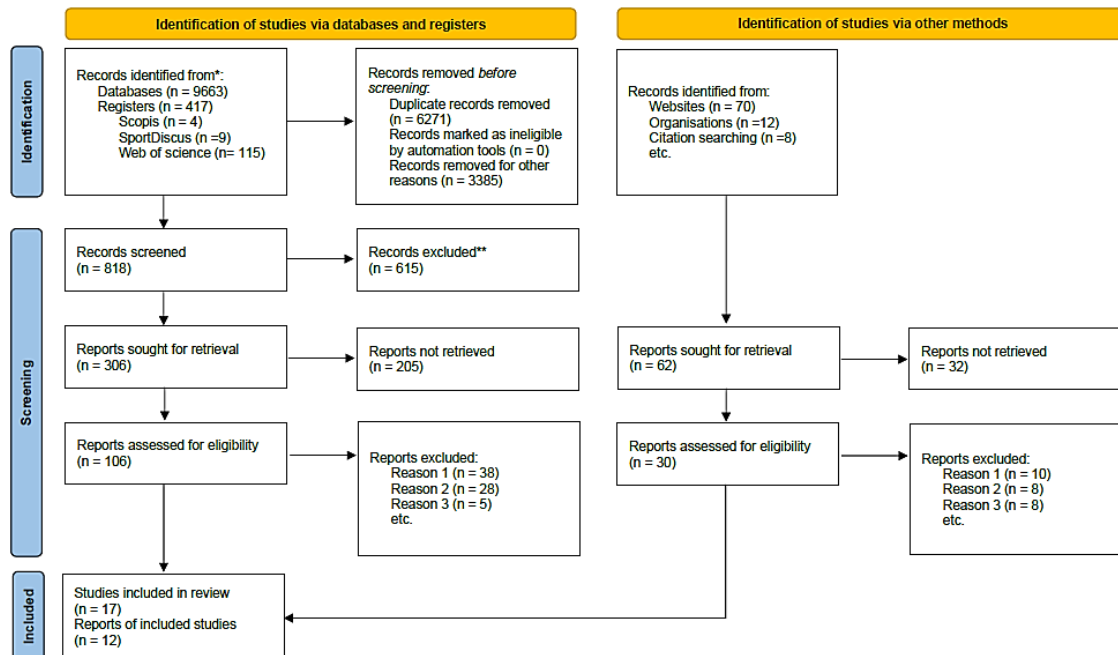 Identification of studies via databases and registers
Identification of studies via other methods
Identification
Records identified from*:
Databases (n = 9663)
Registers (n = 417)
Scopis (n = 4)
SportDiscus (n =9)
Web of science (n= 115)
Records removed before
screening:
Duplicate records removed
(n = 6271)
Records marked as ineligible
by automation tools (n = 0)
Records removed for other
reasons (n = 3385)
Records identified from:
Websites (n = 70)
Organisations (n =12)
Citation searching (n =8)
etc.
Screening
Records screened
(n = 818)
Records excluded**
(n = 615)
Reports sought for retrieval
(n = 306)
Reports not retrieved
(n = 205)
Reports sought for retrieval
(n = 62)
Reports not retrieved
(n = 32)
Reports assessed for eligibility
(n = 106)
Reports excluded:
Reason 1 (n = 38)
Reason 2 (n = 28)
Reason 3 (n = 5)
etc.
Reports assessed for eligibility
(n = 30)
Reports excluded:
Reason 1 (n = 10)
Reason 2 (n = 8)
Reason 3 (n = 8)
etc.
Included
Studies included in review
(n = 17)
Reports of included studies
(n = 12)